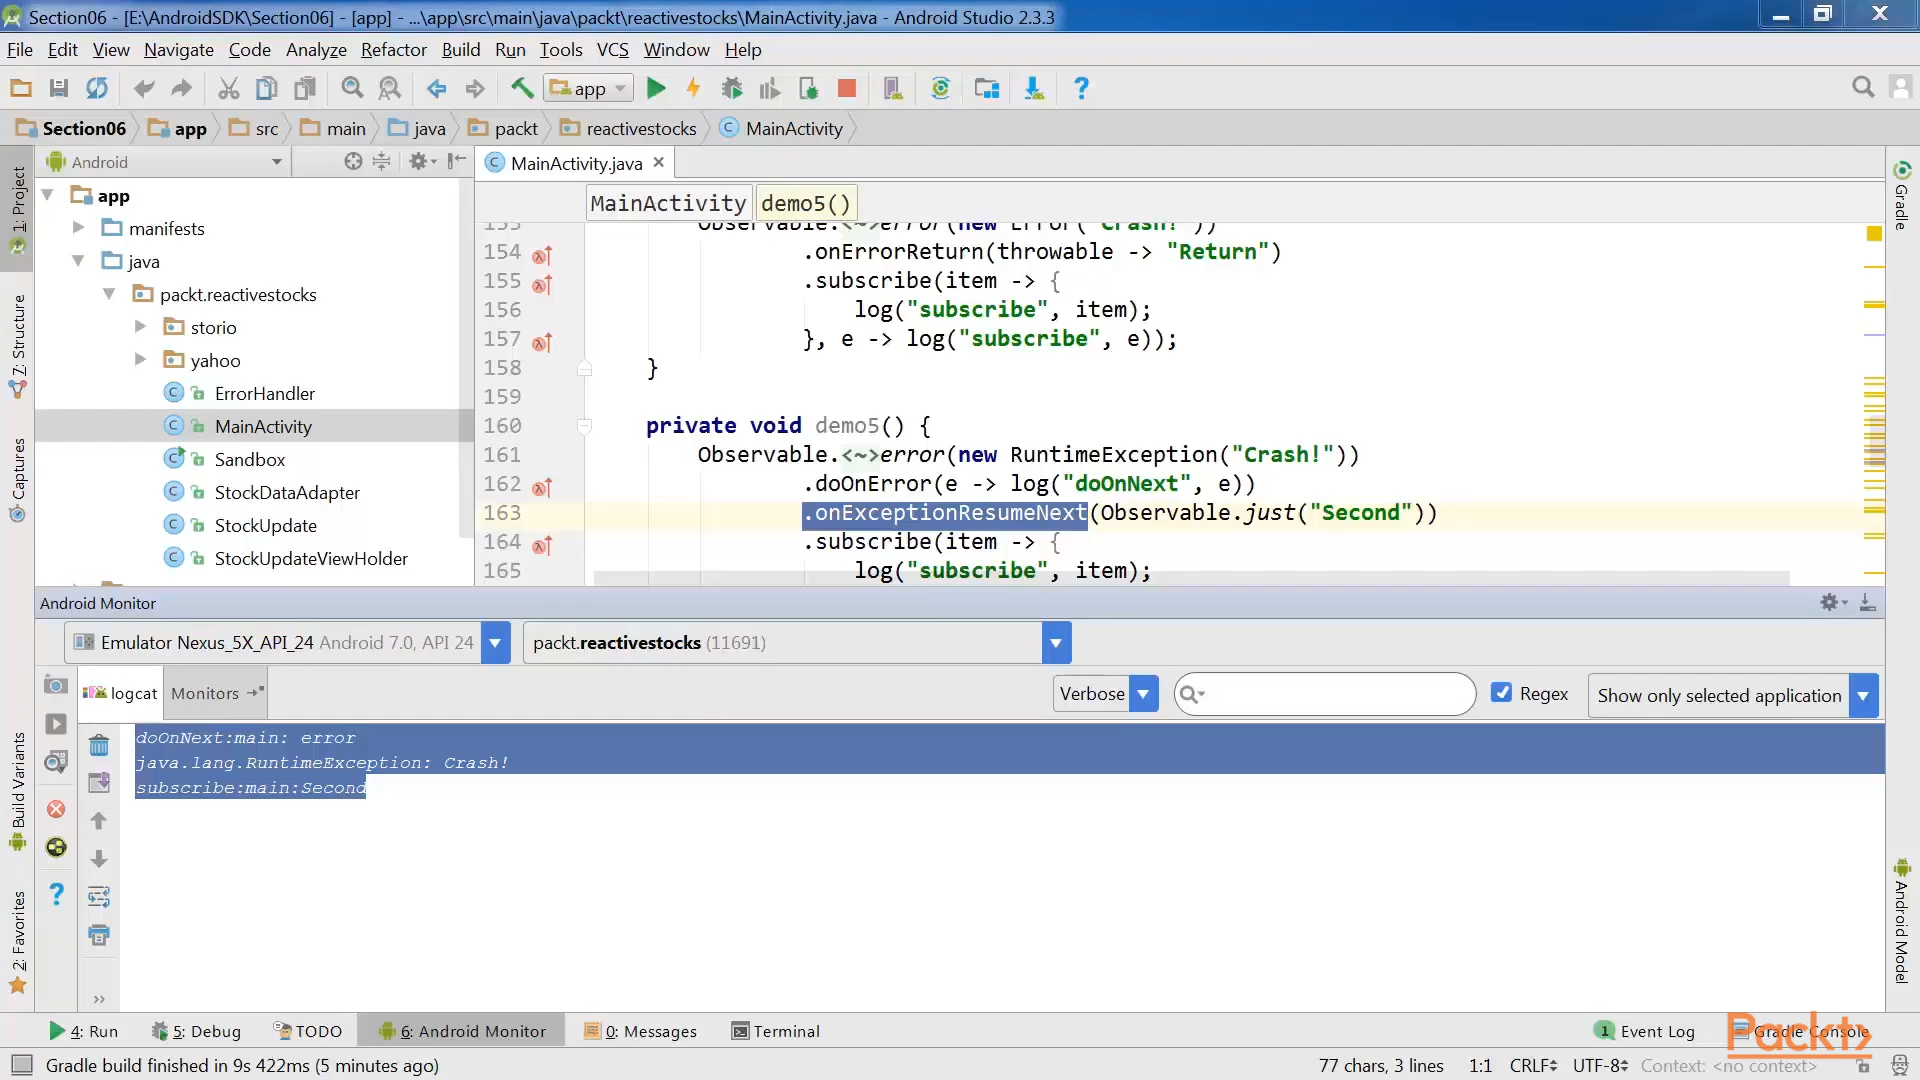 Section06 - [E:\AndroidSDK\Section06] - [app] - ...\app\src\main\java\packt\reactivestocks\MainActivity.java - Android Studio 2.3.3
File Edit View Navigate Code Analyze Refactor Build Run Tools VCS Window Help
app
Section06 app src main java packt reactivestocks MainActivity
Android
MainActivity.java
1: Project
7: Structure
Captures
Build Variants
2: Favorites
app
manifests
java
packt.reactivestocks
storio
yahoo
ErrorHandler
MainActivity
Sandbox
StockDataAdapter
StockUpdate
StockUpdateViewHolder
MainActivity demo5()
153 Observable.<~>error(new Error("Crash!"))
154 .onErrorReturn(throwable -> "Return")
155 .subscribe(item -> {
156 log("subscribe", item);
157 }, e -> log("subscribe", e));
158 }
159
160 private void demo5() {
161 Observable.<~>error(new RuntimeException("Crash!"))
162 .doOnError(e -> log("doOnNext", e))
163 .onExceptionResumeNext(Observable.just("Second"))
164 .subscribe(item -> {
165 log("subscribe", item);
Gradle
Android Model
Android Monitor
Emulator Nexus_5X_API_24 Android 7.0, API 24
packt.reactivestocks (11691)
logcat Monitors
Verbose
Regex
Show only selected application
doOnNext:main: error
java.lang.RuntimeException: Crash!
subscribe:main:Second
4: Run 5: Debug TODO 6: Android Monitor 0: Messages Terminal
1 Event Log Gradle Console
Packt>
Gradle build finished in 9s 422ms (5 minutes ago)
77 chars, 3 lines 1:1 CRLF UTF-8 Context: <no context>